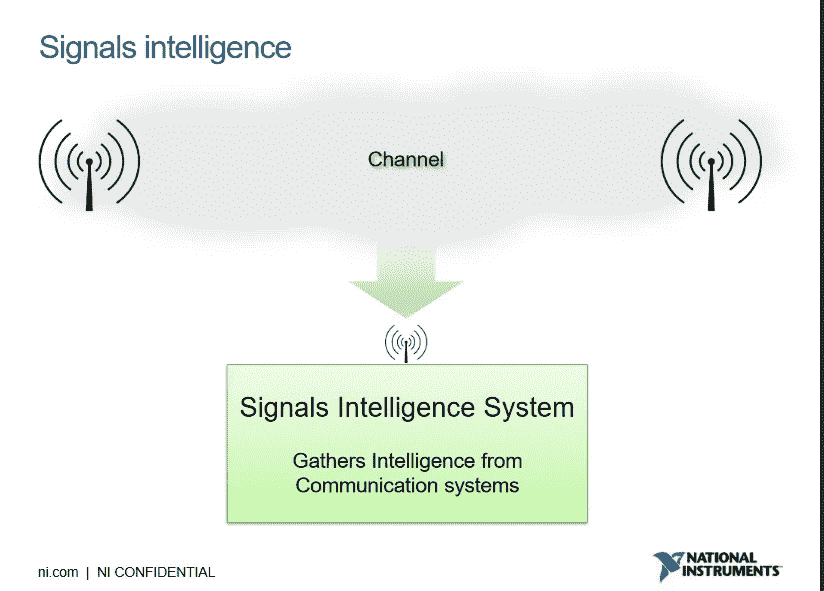 Signals intelligence
Channel
Signals Intelligence System
Gathers Intelligence from
Communication systems
ni.com | NI CONFIDENTIAL
NATIONAL
INSTRUMENTS